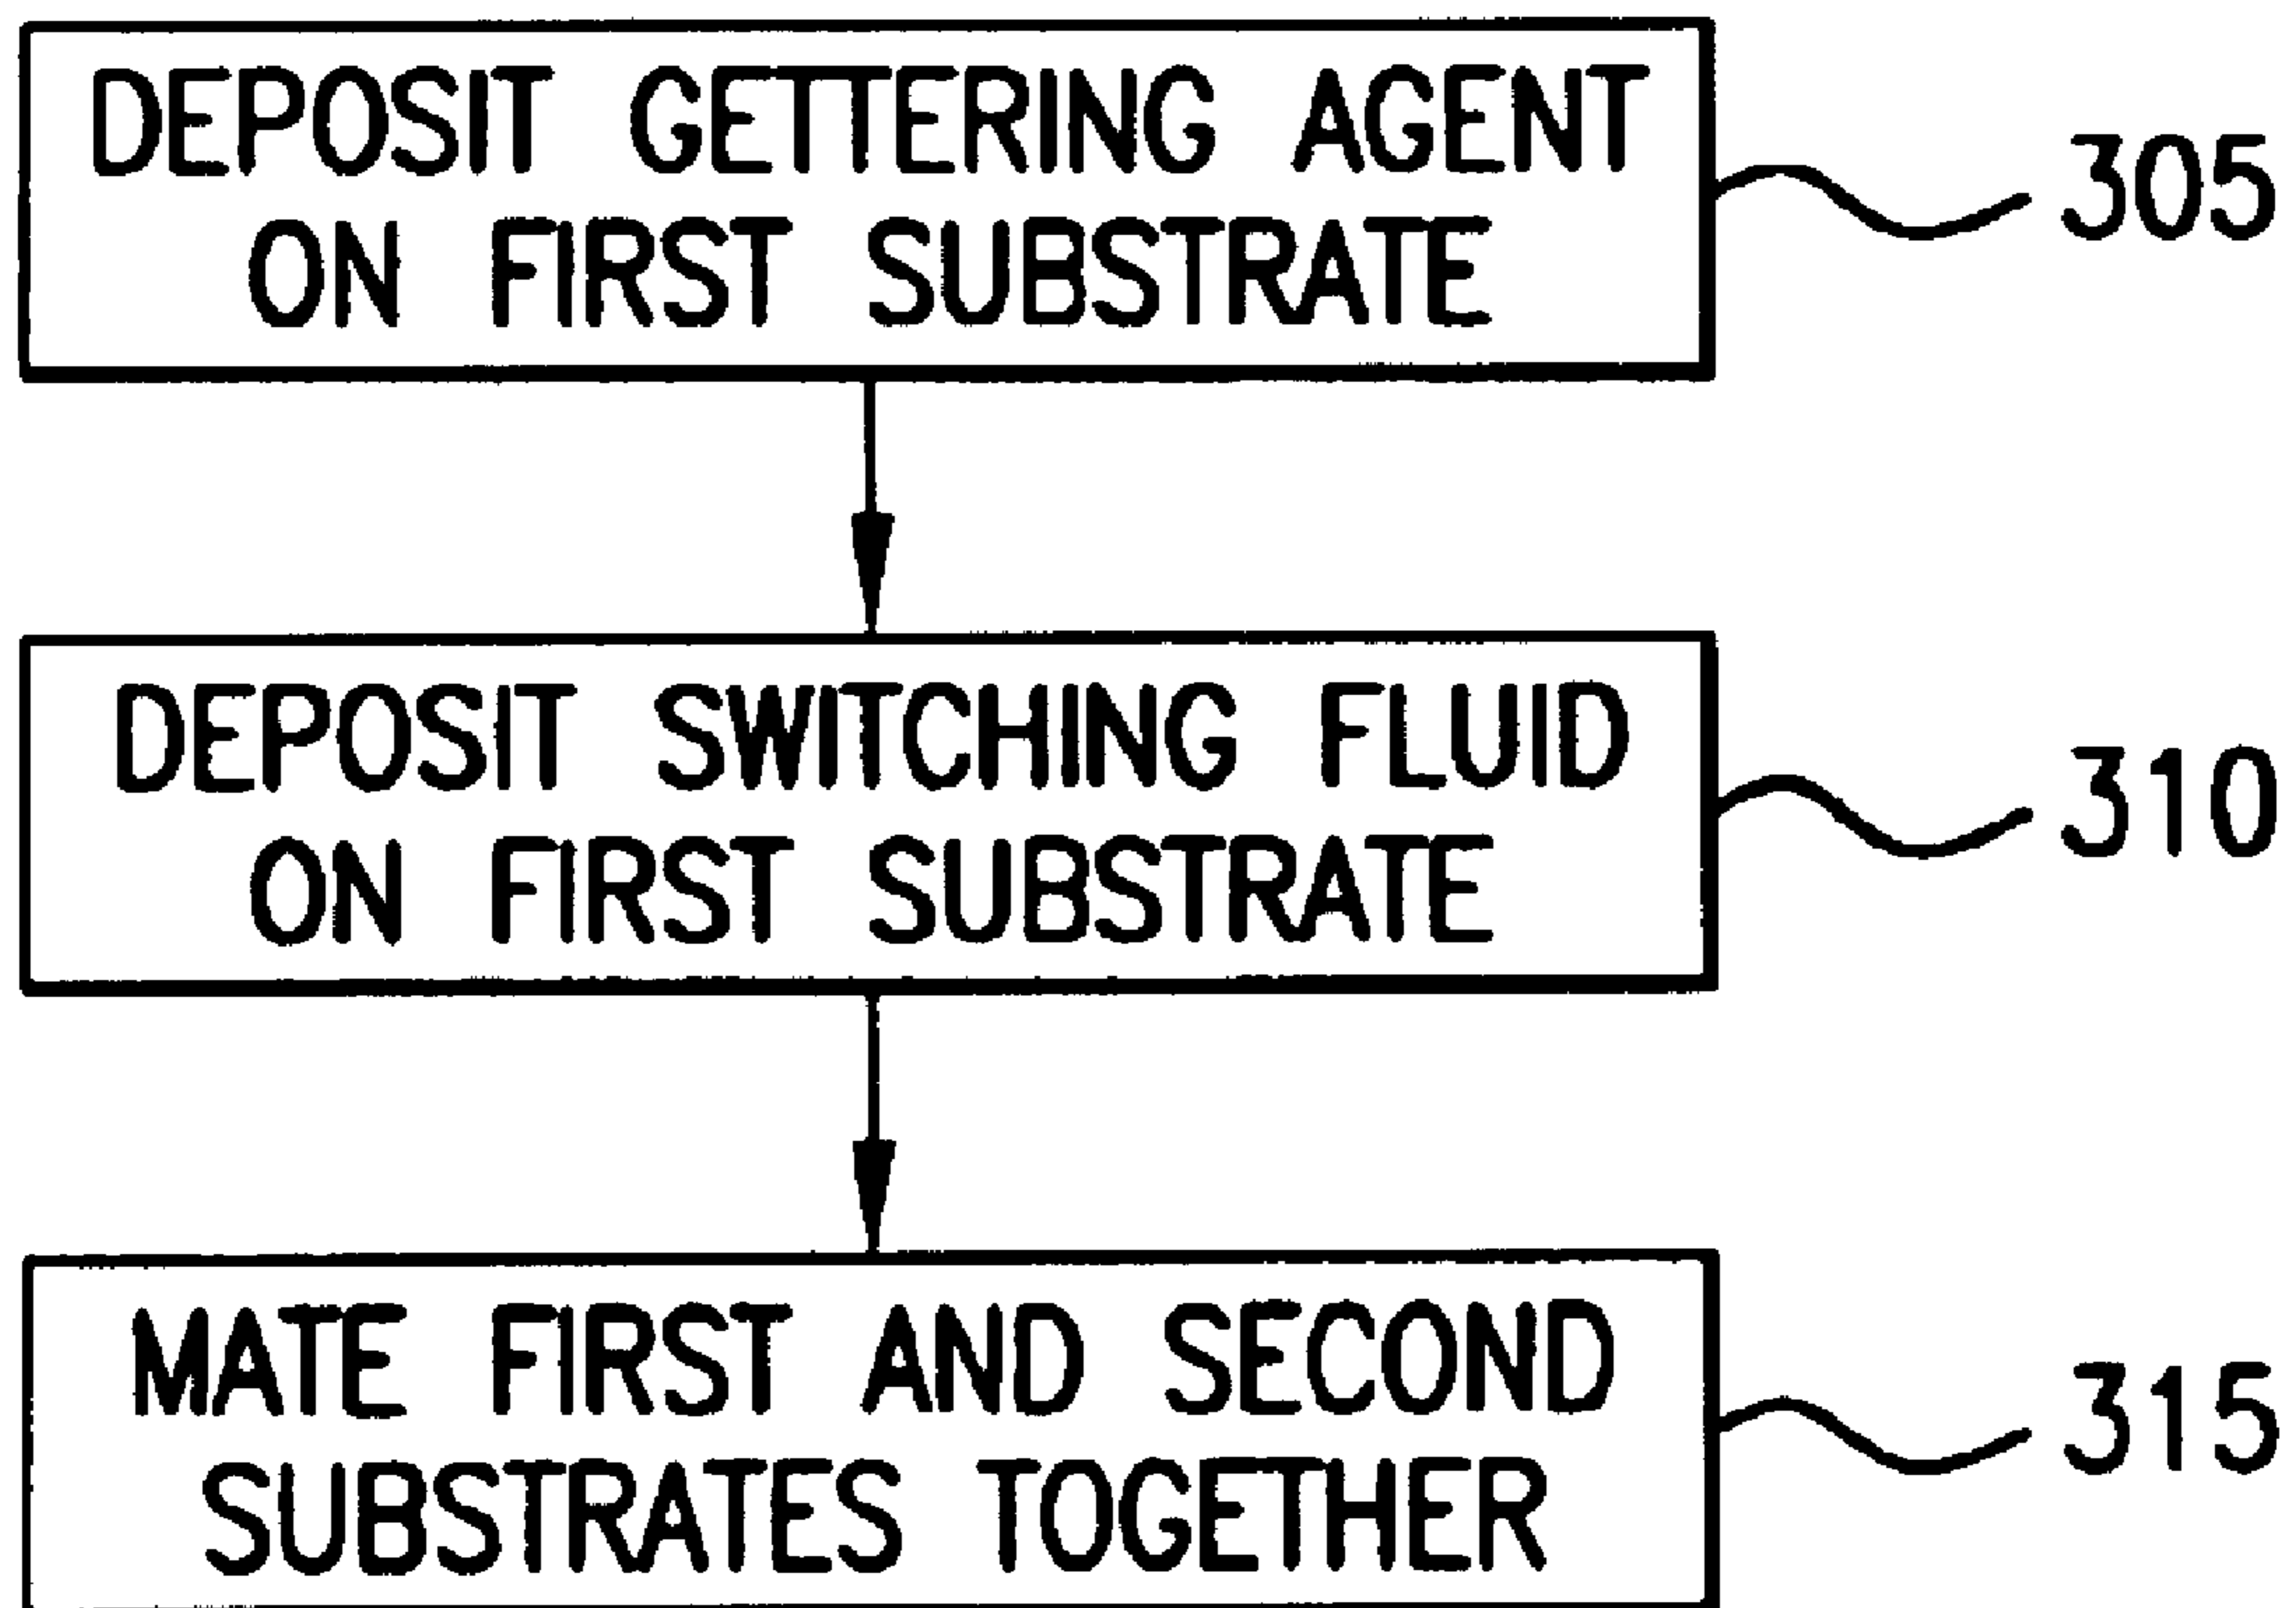 DEPOSIT GETTERING AGENT
ON FIRST SUBSTRATE
305
DEPOSIT SWITCHING FLUID
ON FIRST SUBSTRATE
310
MATE FIRST AND SECOND
SUBSTRATES TOGETHER
315